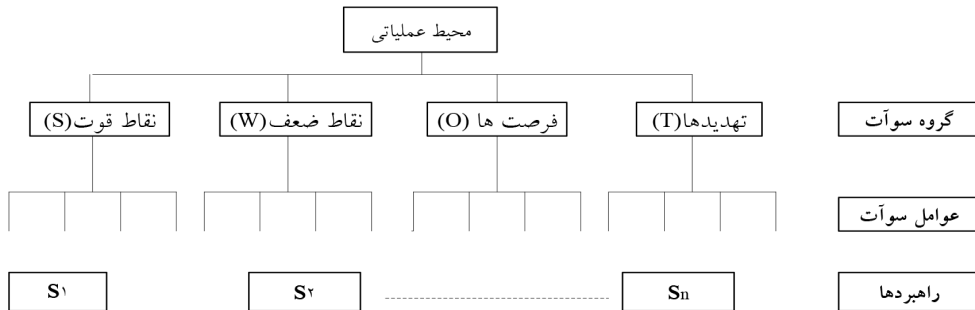 محیط عملیاتی
گروه سوآت
تهدیدها(T)
فرصت ها (O)
نقاط ضعف(W)
نقاط قوت(S)
عوامل سوآت
راهبردها
S۱
S۲
Sn